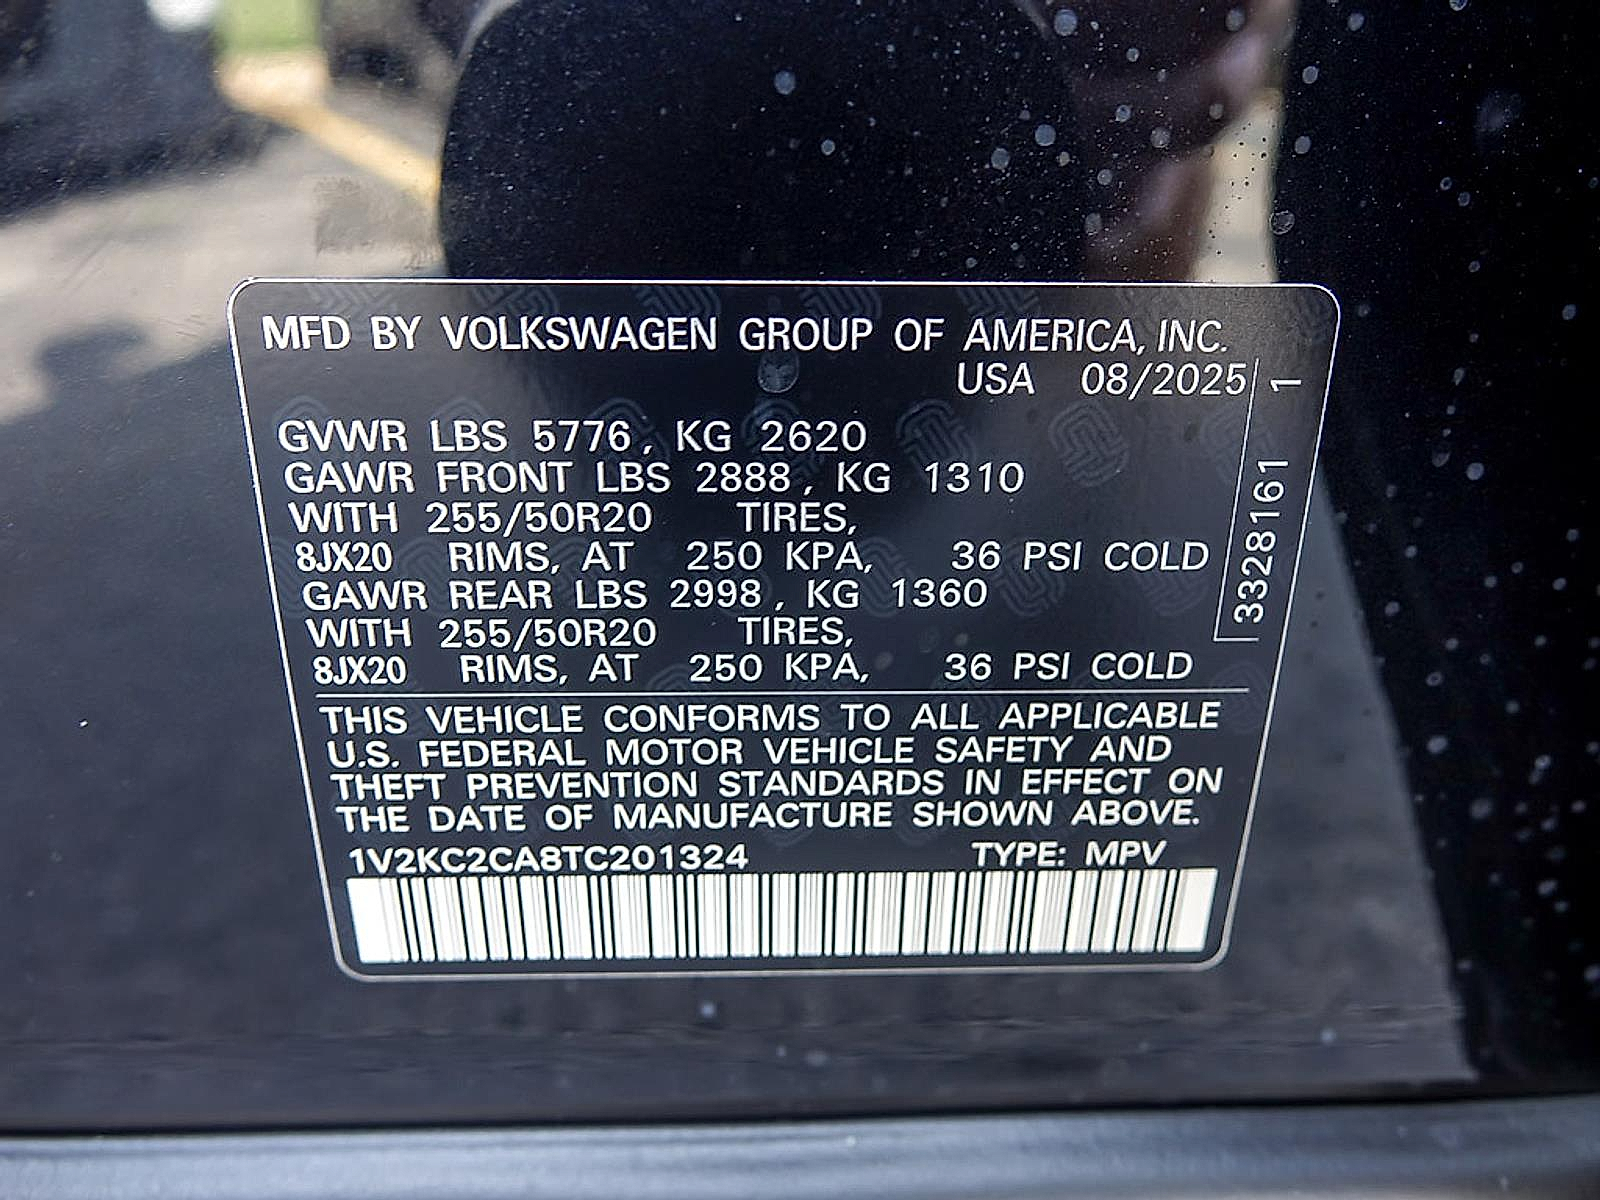 MFD BY VOLKSWAGEN GROUP OF AMERICA, INC.
USA 08/2025
GVWR LBS 5776, KG 2620
GAWR FRONT LBS 2888, KG 1310
WITH 255/50R20 TIRES,
8JX20 RIMS, AT 250 KPA, 36 PSI COLD
GAWR REAR LBS 2998, KG 1360
WITH 255/50R20 TIRES,
8JX20 RIMS, AT 250 KPA, 36 PSI COLD
THIS VEHICLE CONFORMS TO ALL APPLICABLE
U.S. FEDERAL MOTOR VEHICLE SAFETY AND
THEFT PREVENTION STANDARDS IN EFFECT ON
THE DATE OF MANUFACTURE SHOWN ABOVE.
1V2KC2CA8TC201324 TYPE: MPV
3328161 1